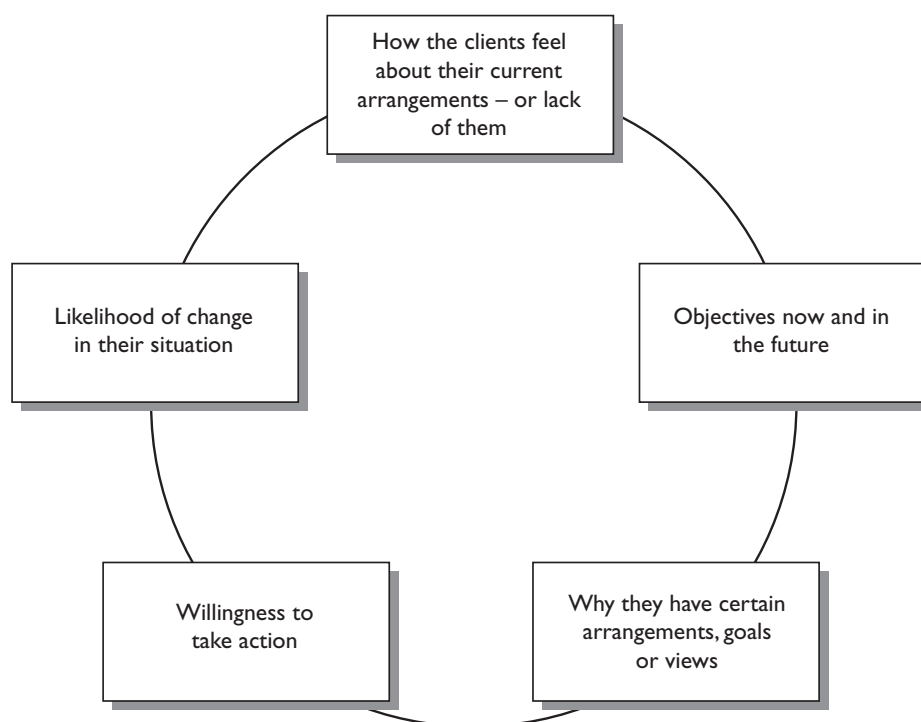 How the clients feel
about their current
arrangements – or lack
of them
Objectives now and in
the future
Why they have certain
arrangements, goals
or views
Willingness to
take action
Likelihood of change
in their situation